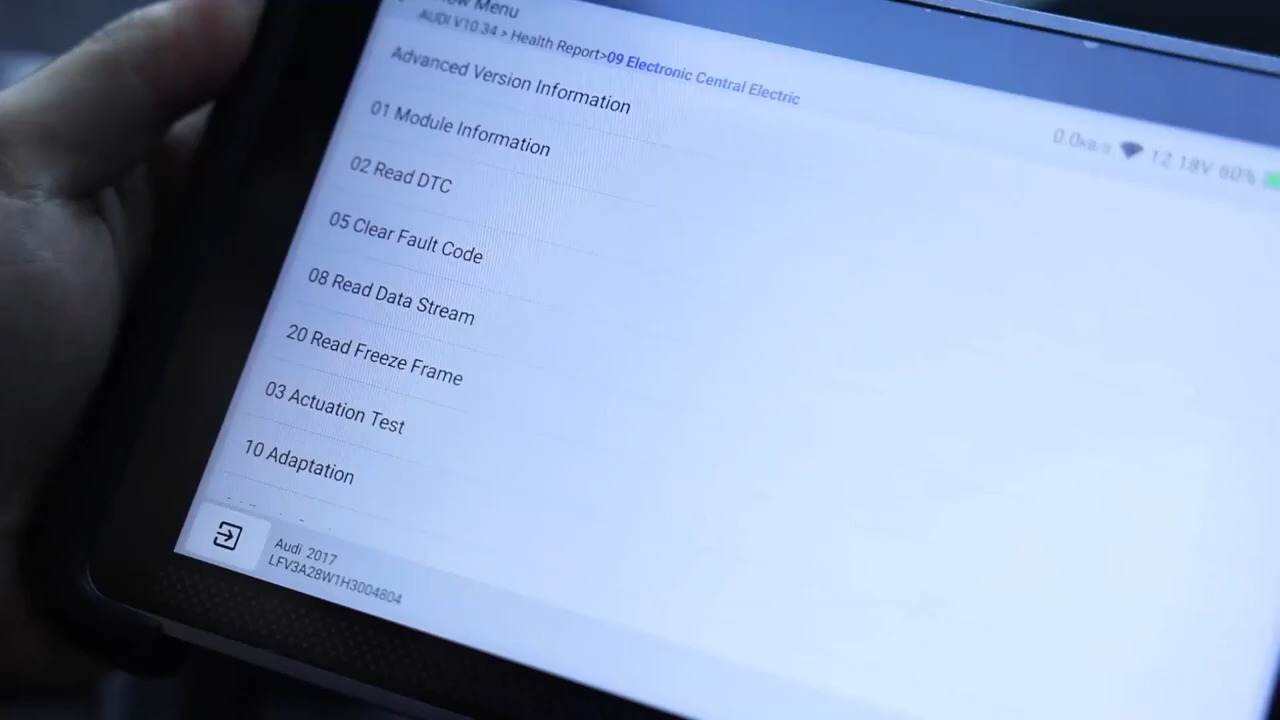 Menu
AUDI V10.34 > Health Report>09 Electronic Central Electric
0.0KB/s 12.18V 60%
Advanced Version Information
01 Module Information
02 Read DTC
05 Clear Fault Code
08 Read Data Stream
20 Read Freeze Frame
03 Actuation Test
10 Adaptation
Audi 2017
LFV3A28W1H3004804